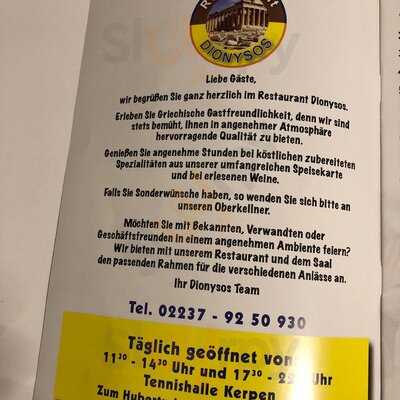 DIONYSOS
Liebe Gäste,
wir begrüßen Sie ganz herzlich im Restaurant Dionysos.
Erleben Sie Griechische Gastfreundlichkeit, denn wir sind
stets bemüht, Ihnen in angenehmer Atmosphäre
hervorragende Qualität zu bieten.
Genießen Sie angenehme Stunden bei köstlichen zubereiteten
Spezialitäten aus unserer umfangreichen Speisekarte
und bei erlesenen Weine.
Falls Sie Sonderwünsche haben, so wenden Sie sich bitte an
unseren Oberkellner.
Möchten Sie mit Bekannten, Verwandten oder
Geschäftsfreunden in einem angenehmen Ambiente feiern?
Wir bieten mit unserem Restaurant und dem Saal
den passenden Rahmen für die verschiedenen Anlässe an.
Ihr Dionysos Team
Tel. 02237 - 92 50 930
Täglich geöffnet von
11³⁰ - 14³⁰ Uhr und 17³⁰ - Uhr
Tennishalle Kerpen
Zum